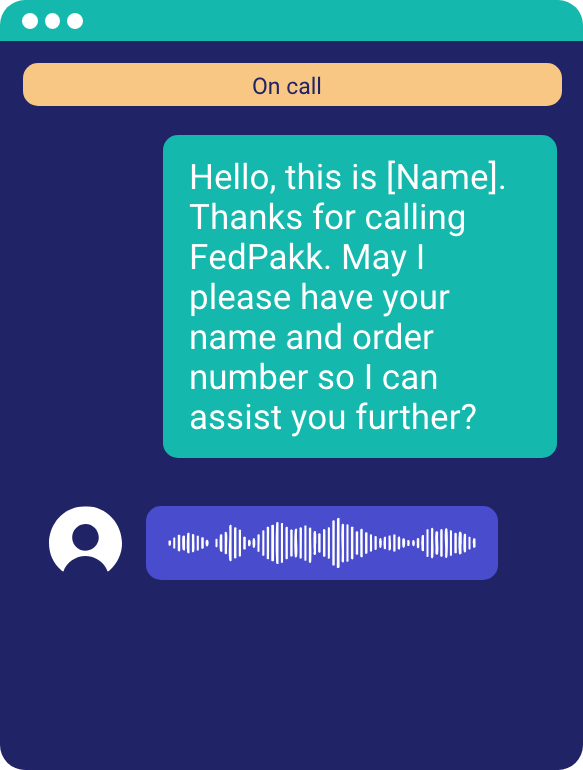 On call
Hello, this is [Name].
Thanks for calling
FedPakk. May I
please have your
name and order
number so I can
assist you further?